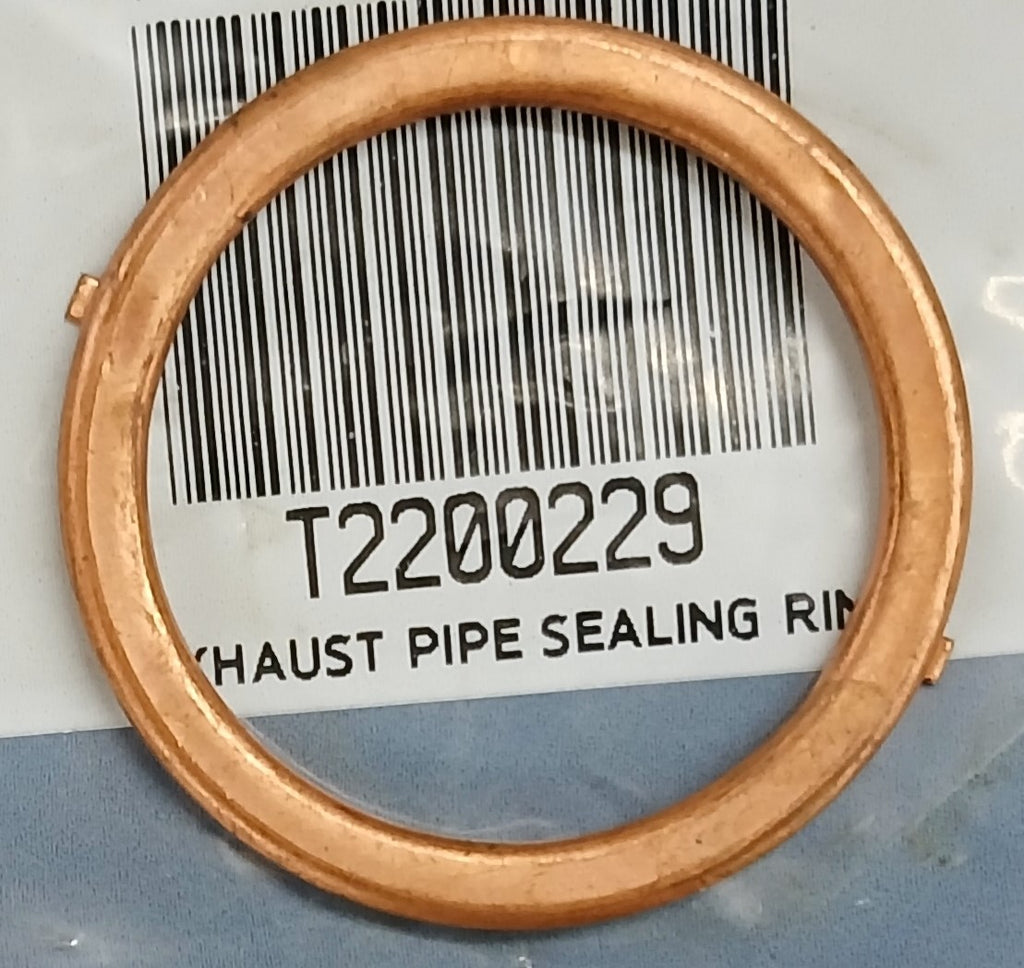 T2200229
XHAUST PIPE SEALING RIN